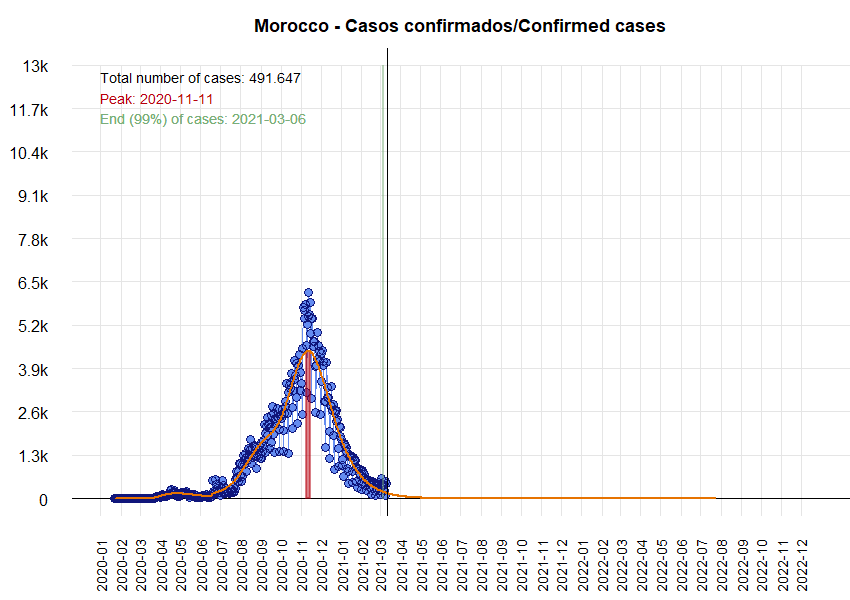 Morocco - Casos confirmados/Confirmed cases
Total number of cases: 491.647
Peak: 2020-11-11
End (99%) of cases: 2021-03-06
13k
11.7k
10.4k
9.1k
7.8k
6.5k
5.2k
3.9k
2.6k
1.3k
0
2020-01
2020-02
2020-03
2020-04
2020-05
2020-06
2020-07
2020-08
2020-09
2020-10
2020-11
2020-12
2021-01
2021-02
2021-03
2021-04
2021-05
2021-06
2021-07
2021-08
2021-09
2021-10
2021-11
2021-12
2022-01
2022-02
2022-03
2022-04
2022-05
2022-06
2022-07
2022-08
2022-09
2022-10
2022-11
2022-12